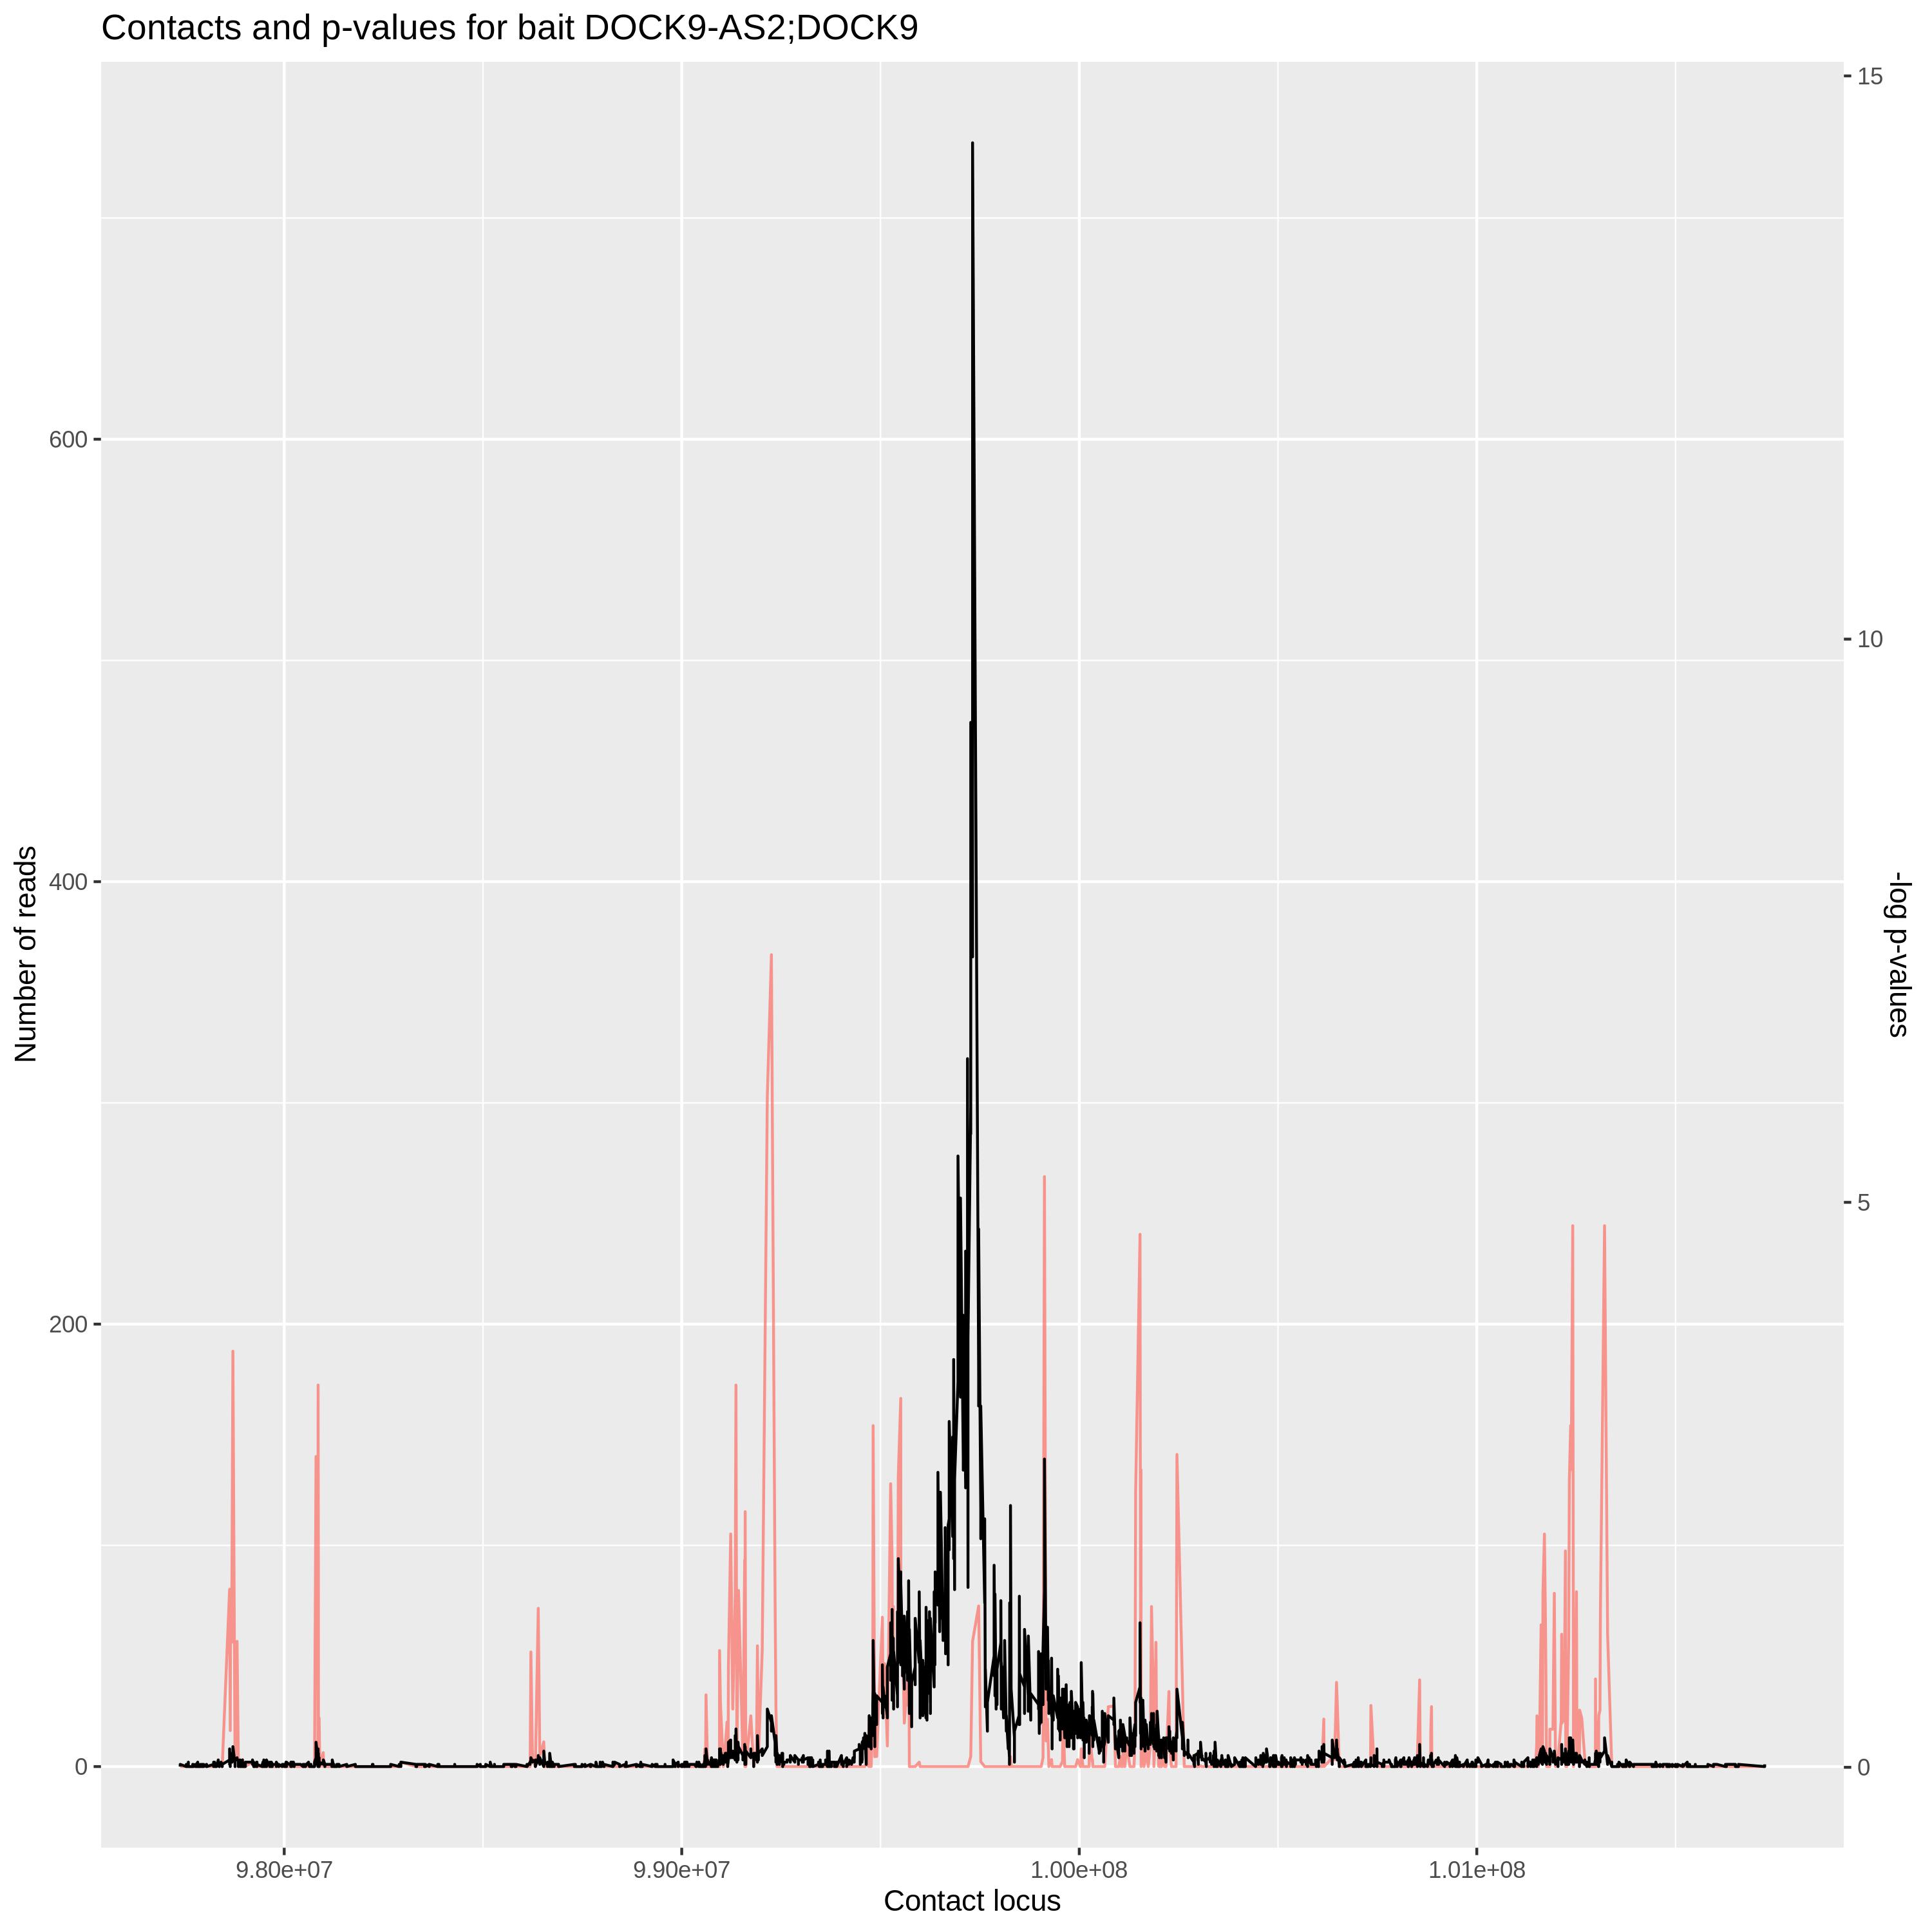 Contacts and p-values for bait DOCK9-AS2;DOCK9
15
600
10
400
Number of reads
-log p-values
5
200
0
0
9.80e+07
9.90e+07
1.00e+08
1.01e+08
Contact locus